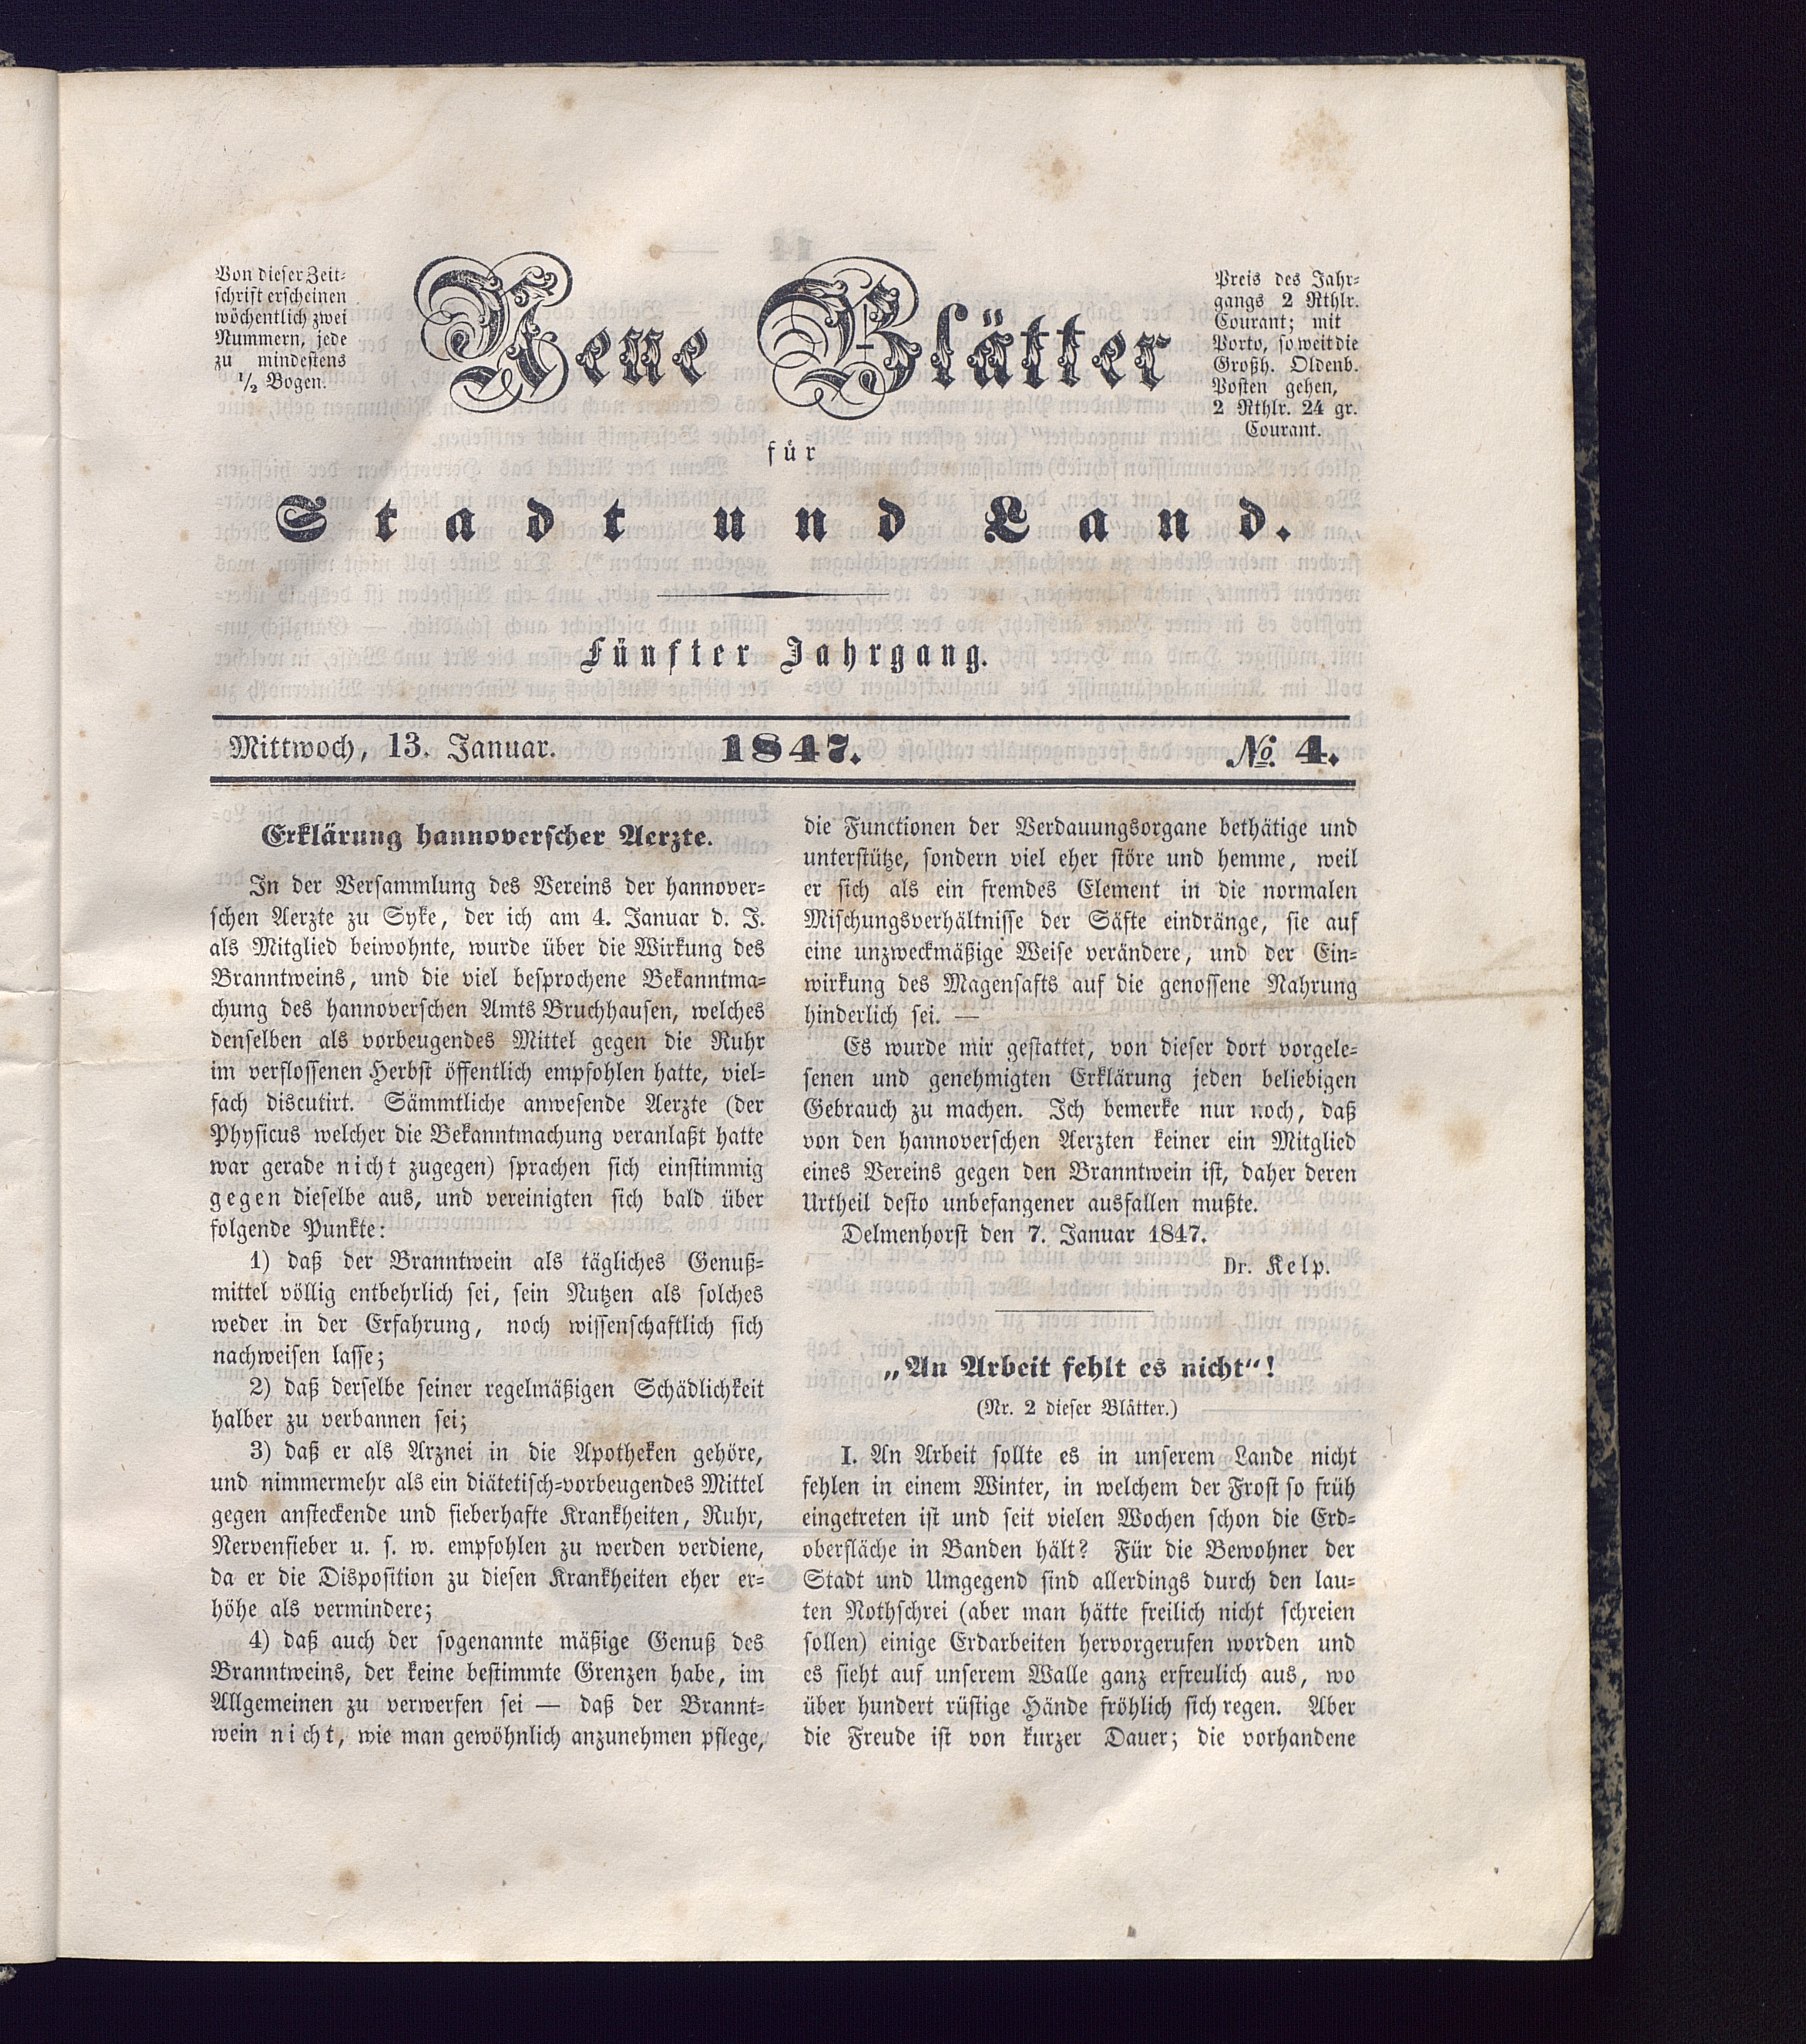 Von dieser Zeit-
schrift erscheinen
wöchentlich zwei
Nummern, jede
zu mindestens
1/2 Bogen.
Neue Blätter
für
Stadt und Land.
Preis des Jahr-
gangs 2 Rthlr.
Courant; mit
Porto, so weit die
Großh. Oldenb.
Posten gehen,
2 Rthlr. 24 gr.
Courant.
Fünfter Jahrgang.
Mittwoch, 13. Januar. 1847. No. 4.
Erklärung hannoverscher Aerzte.
In der Versammlung des Vereins der hannover-
schen Aerzte zu Syke, der ich am 4. Januar d. J.
als Mitglied beiwohnte, wurde über die Wirkung des
Branntweins, und die viel besprochene Bekanntma-
chung des hannoverschen Amts Bruchhausen, welches
denselben als vorbeugendes Mittel gegen die Ruhr
im verflossenen Herbst öffentlich empfohlen hatte, viel-
fach discutirt. Sämmtliche anwesende Aerzte (der
Physicus welcher die Bekanntmachung veranlaßt hatte
war gerade nicht zugegen) sprachen sich einstimmig
gegen dieselbe aus, und vereinigten sich bald über
folgende Punkte:
1) daß der Branntwein als tägliches Genuß-
mittel völlig entbehrlich sei, sein Nutzen als solches
weder in der Erfahrung, noch wissenschaftlich sich
nachweisen lasse;
2) daß derselbe seiner regelmäßigen Schädlichkeit
halber zu verbannen sei;
3) daß er als Arznei in die Apotheken gehöre,
und nimmermehr als ein diätetisch-vorbeugendes Mittel
gegen ansteckende und fieberhafte Krankheiten, Ruhr,
Nervenfieber u. s. w. empfohlen zu werden verdiene,
da er die Disposition zu diesen Krankheiten eher er-
höhe als vermindere;
4) daß auch der sogenannte mäßige Genuß des
Branntweins, der keine bestimmte Grenzen habe, im
Allgemeinen zu verwerfen sei — daß der Brannt-
wein nicht, wie man gewöhnlich anzunehmen pflege,
die Functionen der Verdauungsorgane bethätige und
unterstütze, sondern viel eher störe und hemme, weil
er sich als ein fremdes Element in die normalen
Mischungsverhältnisse der Säfte eindränge, sie auf
eine unzweckmäßige Weise verändere, und der Ein-
wirkung des Magensafts auf die genossene Nahrung
hinderlich sei. —
Es wurde mir gestattet, von dieser dort vorgele-
senen und genehmigten Erklärung jeden beliebigen
Gebrauch zu machen. Ich bemerke nur noch, daß
von den hannoverschen Aerzten keiner ein Mitglied
eines Vereins gegen den Branntwein ist, daher deren
Urtheil desto unbefangener ausfallen mußte.
Delmenhorst den 7. Januar 1847.
Dr. Kelp.
„An Arbeit fehlt es nicht“!
(Nr. 2 dieser Blätter.)
I. An Arbeit sollte es in unserem Lande nicht
fehlen in einem Winter, in welchem der Frost so früh
eingetreten ist und seit vielen Wochen schon die Erd-
oberfläche in Banden hält? Für die Bewohner der
Stadt und Umgegend sind allerdings durch den lau-
ten Nothschrei (aber man hätte freilich nicht schreien
sollen) einige Erdarbeiten hervorgerufen worden und
es sieht auf unserem Walle ganz erfreulich aus, wo
über hundert rüstige Hände fröhlich sich regen. Aber
die Freude ist von kurzer Dauer; die vorhandene